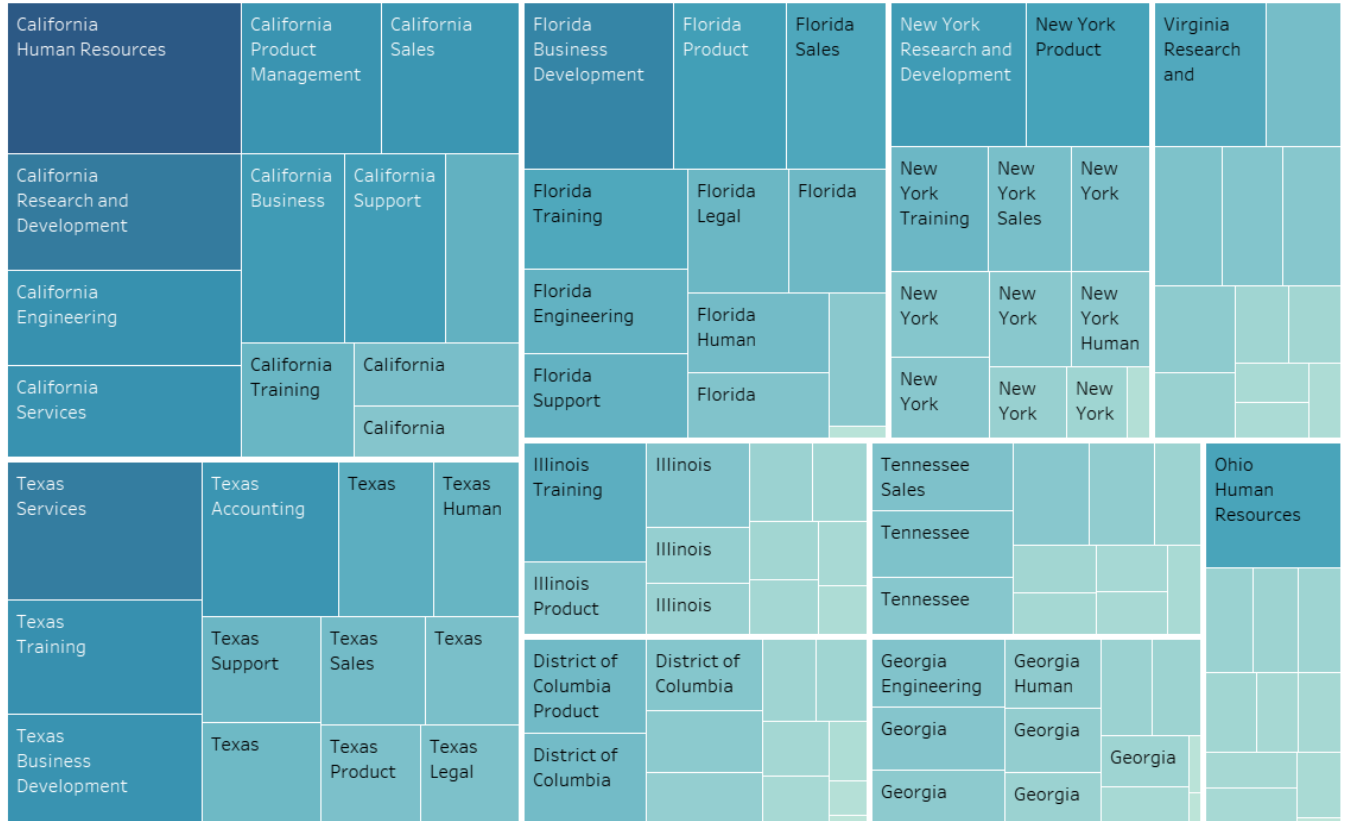 California
Human Resources
California
Product
Management
California
Sales
California
Research and
Development
California
Business
California
Support
California
Engineering
California
Services
California
Training
California
California
Florida
Business
Development
Florida
Product
Florida
Sales
Florida
Training
Florida
Legal
Florida
Florida
Engineering
Florida
Human
Florida
Support
Florida
New York
Research and
Development
New York
Product
New
York
Training
New
York
Sales
New
York
New
York
New
York
New
York
Human
New
York
New
York
New
York
Virginia
Research
and
Texas
Services
Texas
Accounting
Texas
Texas
Human
Texas
Training
Texas
Support
Texas
Sales
Texas
Texas
Business
Development
Texas
Texas
Product
Texas
Legal
Illinois
Training
Illinois
Illinois
Illinois
Product
Illinois
Tennessee
Sales
Tennessee
Tennessee
Ohio
Human
Resources
District of
Columbia
Product
District of
Columbia
District of
Columbia
Georgia
Engineering
Georgia
Human
Georgia
Georgia
Georgia
Georgia
Georgia